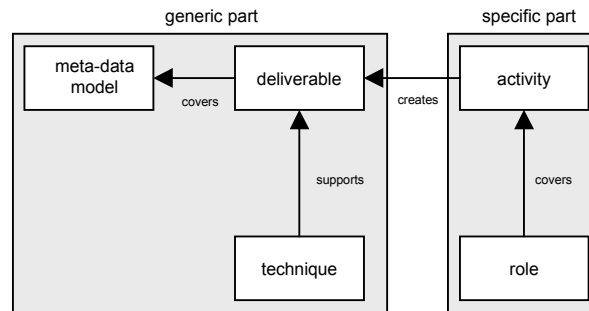 generic part
specific part
meta-data
model
deliverable
activity
covers
creates
supports
covers
technique
role